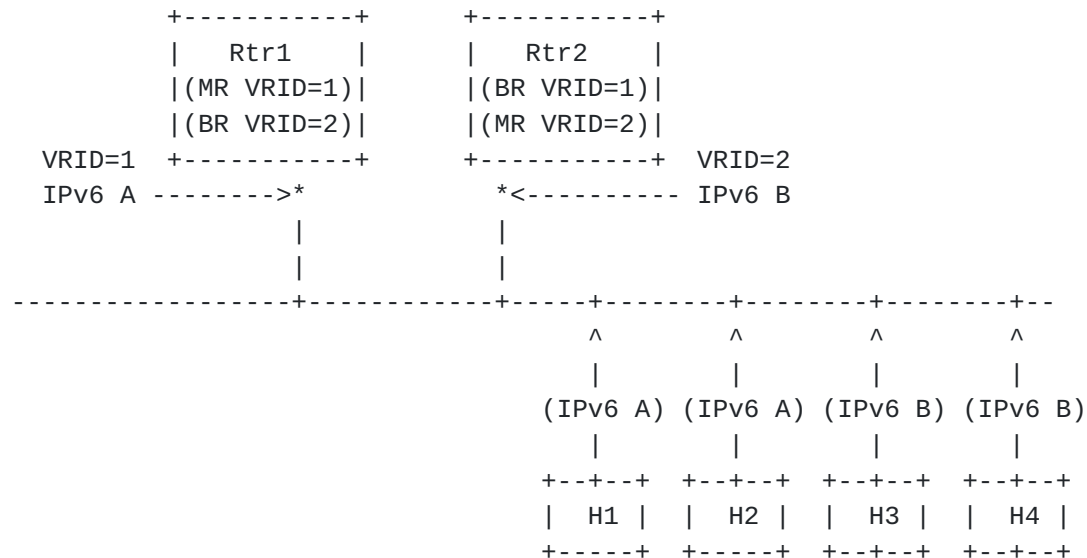 Rtr1 Rtr2
(MR VRID=1) (BR VRID=1)
(BR VRID=2) (MR VRID=2)
VRID=1 VRID=2
IPv6 A IPv6 B
(IPv6 A) (IPv6 A) (IPv6 B) (IPv6 B)
H1 H2 H3 H4